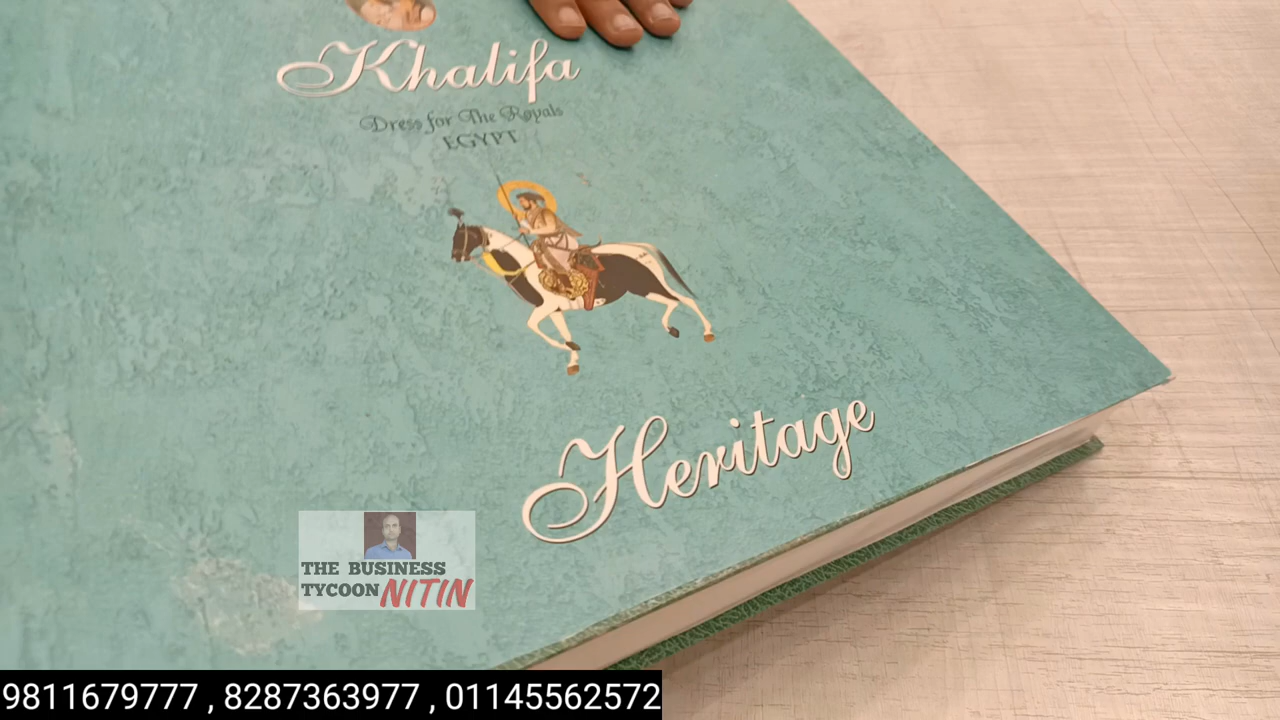 Khalifa
Dress for The Royals
EGYPT
Heritage
THE BUSINESS
TYCOON NITIN
9811679777 , 8287363977 , 01145562572